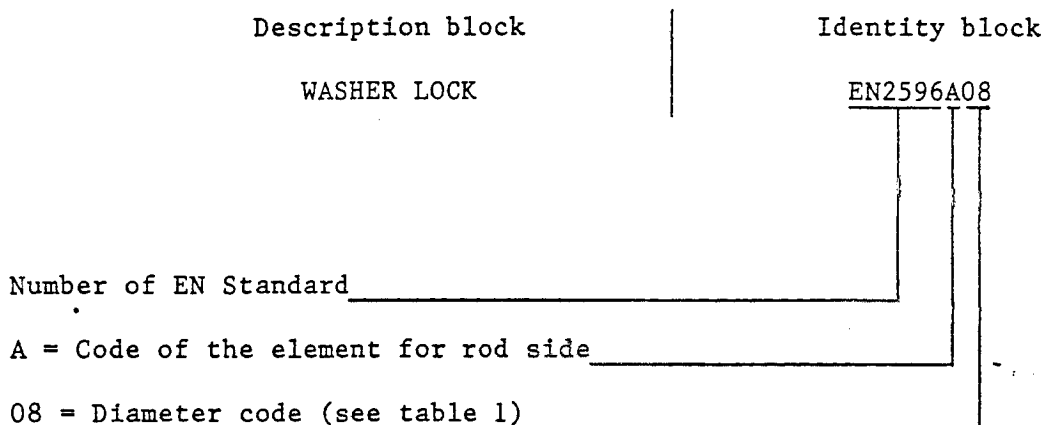 Description block Identity block
WASHER LOCK EN2596A08
Number of EN Standard
A = Code of the element for rod side
08 = Diameter code (see table 1)